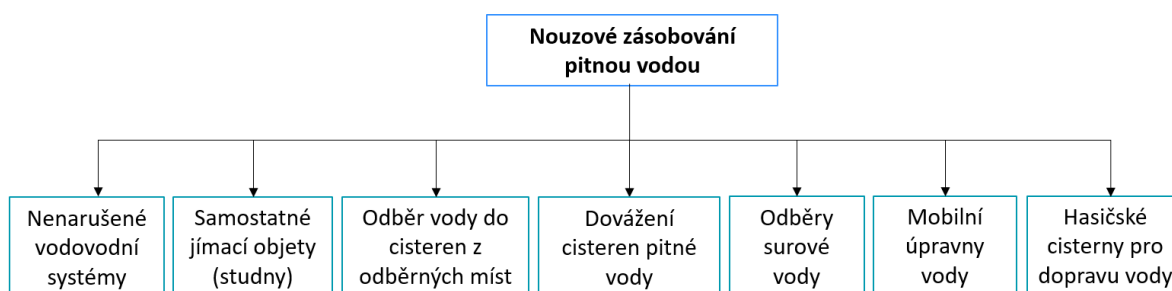 Nouzové zásobování
pitnou vodou
Nenarušené
vodovodní
systémy
Samostatné
jímací objety
(studny)
Odběr vody do
cisteren z
odběrných míst
Dovážení
cisteren pitné
vody
Odběry
surové
vody
Mobilní
úpravny
vody
Hasičské
cisterny pro
dopravu vody